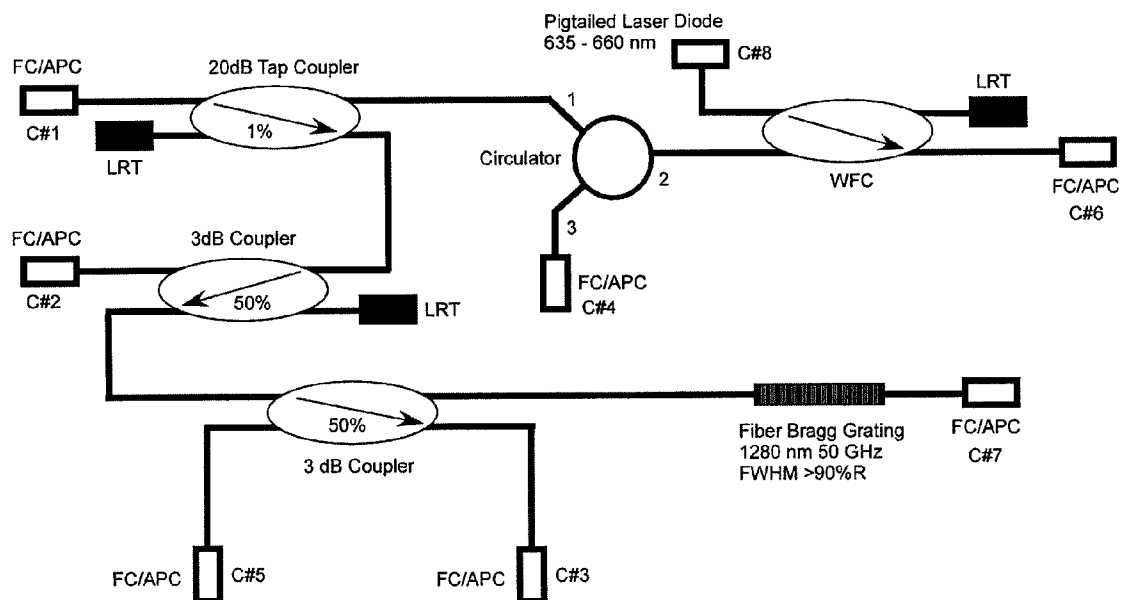 Pigtailed Laser Diode
635 - 660 nm
C#8
FC/APC
20dB Tap Coupler
LRT
C#1
1%
1
LRT
Circulator
2
WFC
FC/APC
C#6
3
FC/APC
3dB Coupler
FC/APC
C#4
C#2
50%
LRT
50%
3 dB Coupler
Fiber Bragg Grating
1280 nm 50 GHz
FWHM >90%R
FC/APC
C#7
FC/APC
C#5
FC/APC
C#3